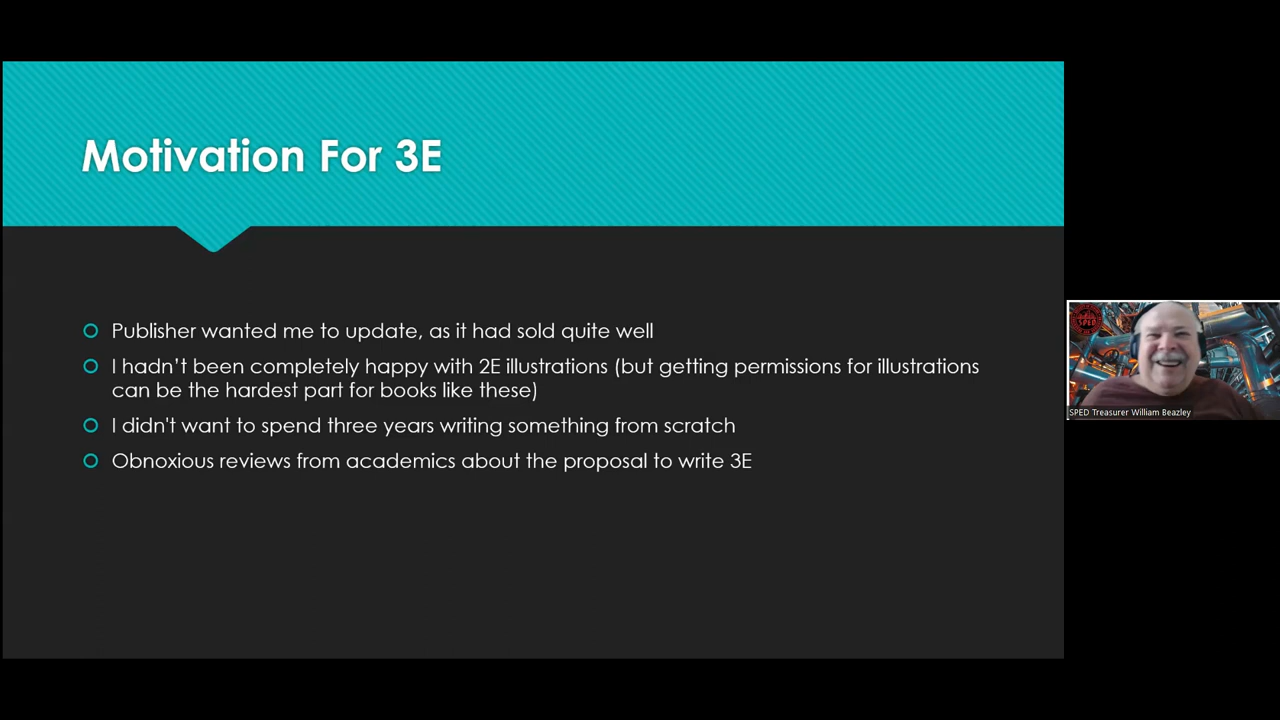 Motivation For 3E
Publisher wanted me to update, as it had sold quite well
I hadn’t been completely happy with 2E illustrations (but getting permissions for illustrations
can be the hardest part for books like these)
I didn't want to spend three years writing something from scratch
Obnoxious reviews from academics about the proposal to write 3E
SPED
SPED Treasurer William Beazley